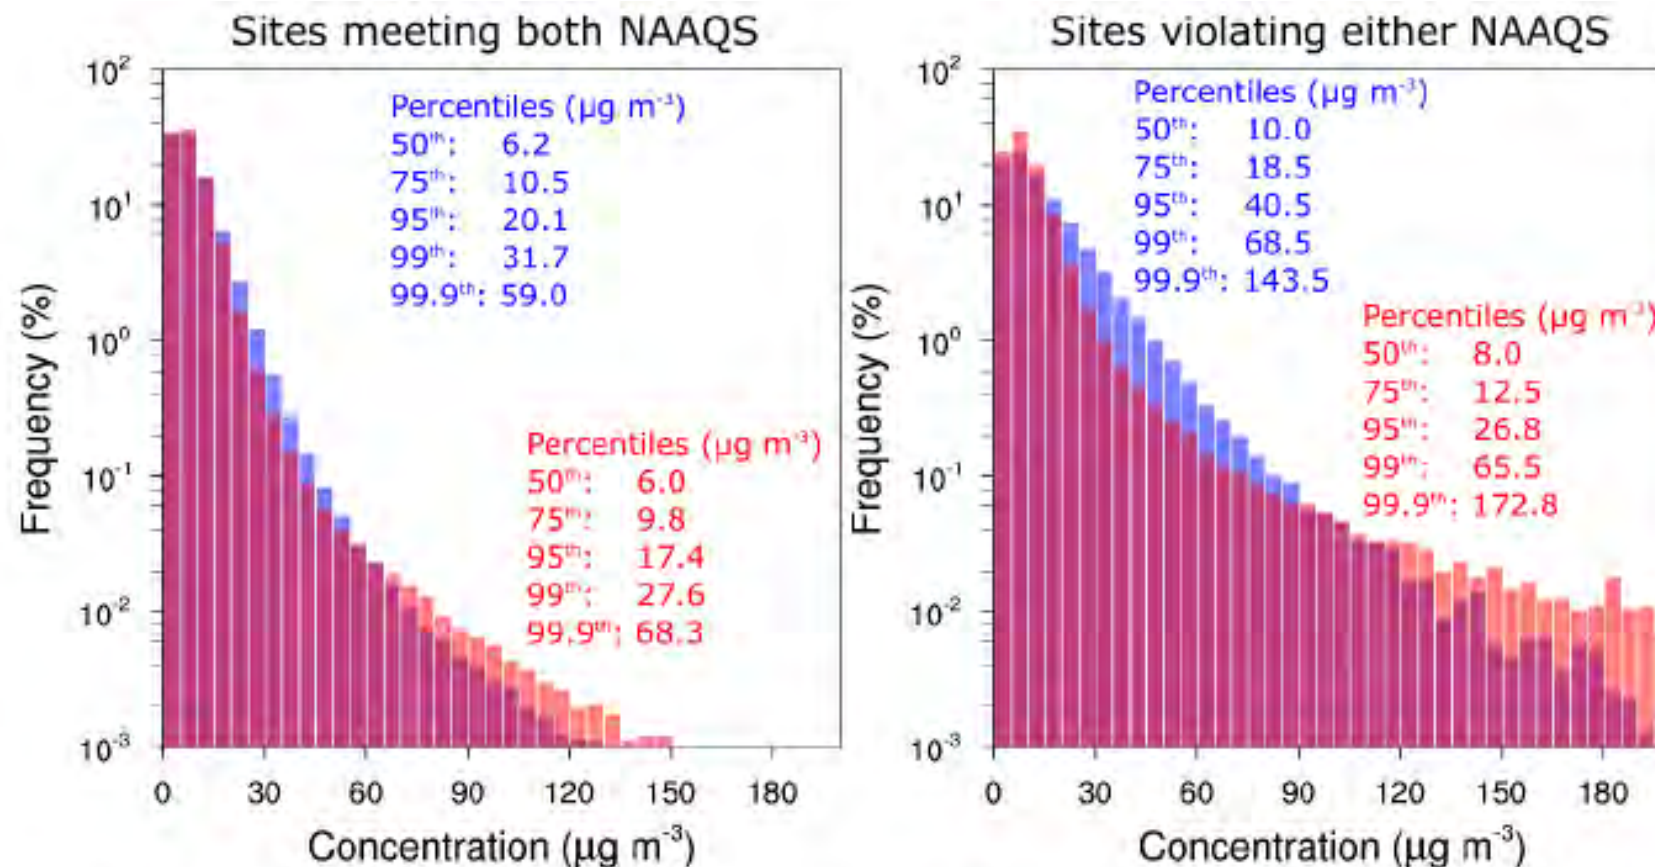 Sites meeting both NAAQS
10²
10¹
10⁰
10⁻¹
10⁻²
10⁻³
Frequency (%)
Percentiles (µg m⁻³)
50ᵗʰ: 6.2
75ᵗʰ: 10.5
95ᵗʰ: 20.1
99ᵗʰ: 31.7
99.9ᵗʰ: 59.0
Percentiles (µg m⁻³)
50ᵗʰ: 6.0
75ᵗʰ: 9.8
95ᵗʰ: 17.4
99ᵗʰ: 27.6
99.9ᵗʰ: 68.3
0 30 60 90 120 150 180
Concentration (µg m⁻³)
Sites violating either NAAQS
10²
10¹
10⁰
10⁻¹
10⁻²
10⁻³
Frequency (%)
Percentiles (µg m⁻³)
50ᵗʰ: 10.0
75ᵗʰ: 18.5
95ᵗʰ: 40.5
99ᵗʰ: 68.5
99.9ᵗʰ: 143.5
Percentiles (µg m⁻³)
50ᵗʰ: 8.0
75ᵗʰ: 12.5
95ᵗʰ: 26.8
99ᵗʰ: 65.5
99.9ᵗʰ: 172.8
0 30 60 90 120 150 180
Concentration (µg m⁻³)